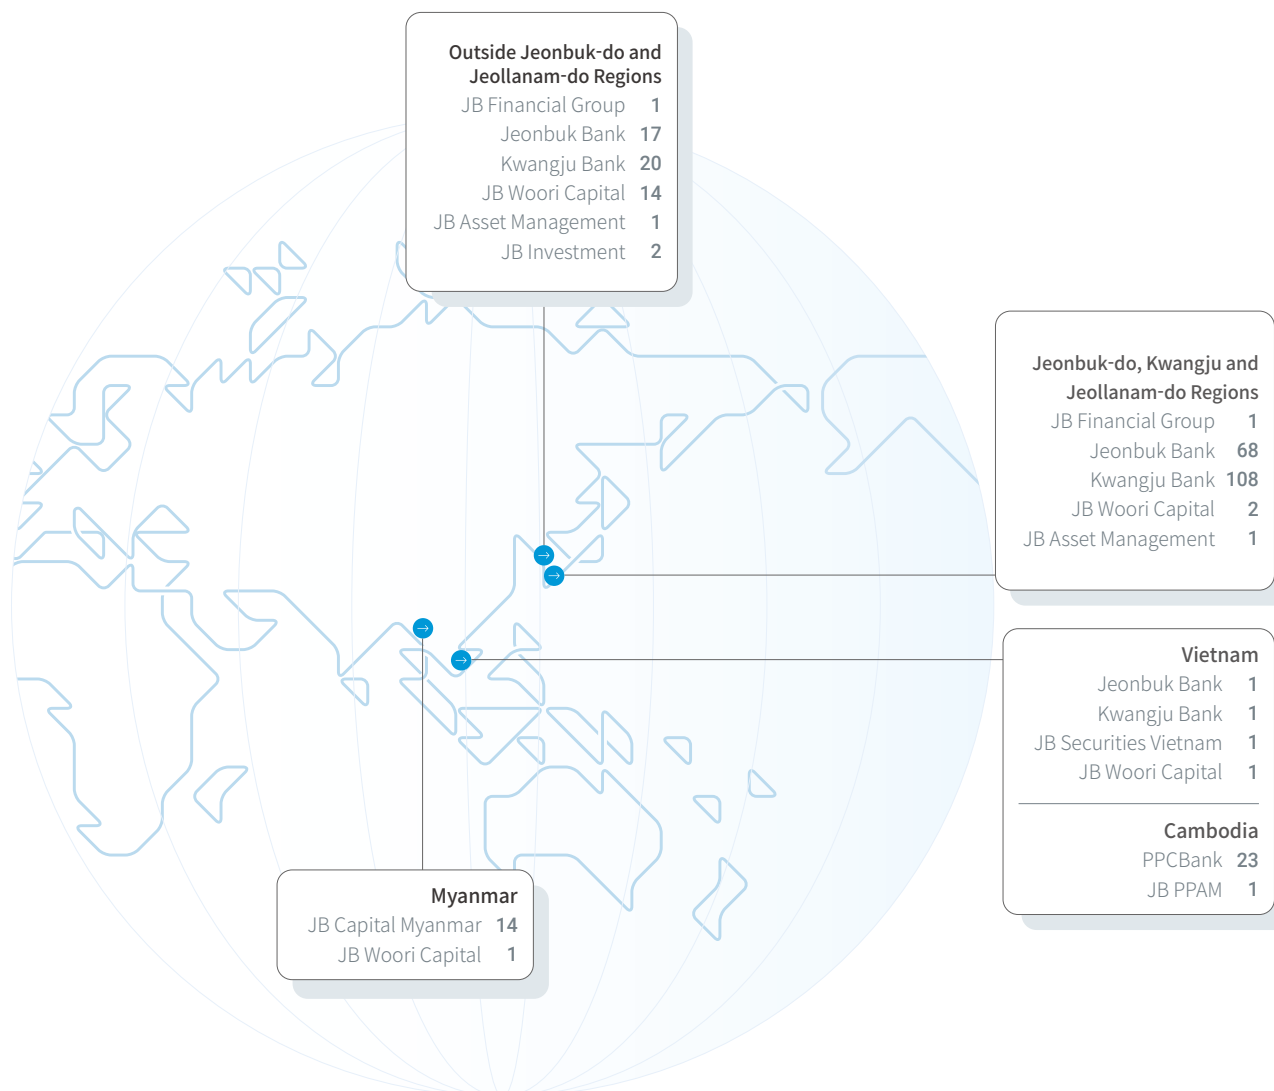 Outside Jeonbuk-do and
Jeollanam-do Regions
JB Financial Group 1
Jeonbuk Bank 17
Kwangju Bank 20
JB Woori Capital 14
JB Asset Management 1
JB Investment 2
Jeonbuk-do, Kwangju and
Jeollanam-do Regions
JB Financial Group 1
Jeonbuk Bank 68
Kwangju Bank 108
JB Woori Capital 2
JB Asset Management 1
Vietnam
Jeonbuk Bank 1
Kwangju Bank 1
JB Securities Vietnam 1
JB Woori Capital 1
Cambodia
PPCBank 23
JB PPAM 1
Myanmar
JB Capital Myanmar 14
JB Woori Capital 1